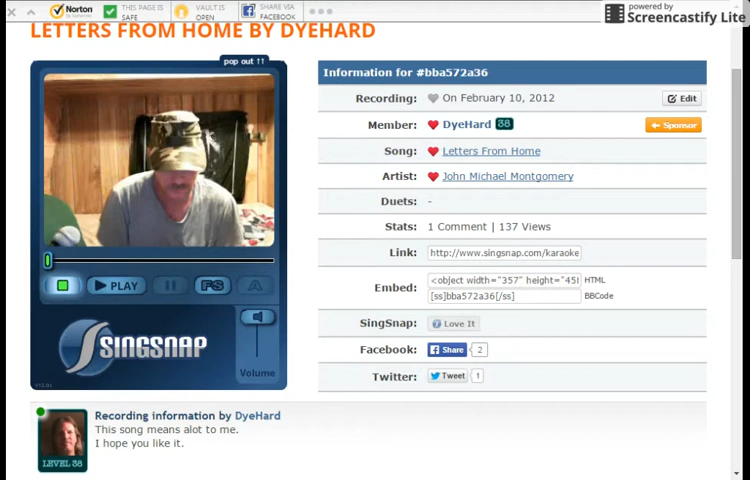 Norton
THIS PAGE IS SAFE
VAULT IS OPEN
SHARE VIA FACEBOOK
powered by
Screencastify Lite
LETTERS FROM HOME BY DYEHARD
pop out ↑↑
Information for #bba572a36
Recording: On February 10, 2012 Edit
Member: DyeHard 38 Sponsor
Song: Letters From Home
Artist: John Michael Montgomery
Duets: -
Stats: 1 Comment | 137 Views
Link: http://www.singsnap.com/karaoke
Embed: <object width="357" height="45 HTML
[ss]bba572a36[/ss] BBCode
SingSnap: Love It
Facebook: Share 2
Twitter: Tweet 1
PLAY
FS
A
SINGSNAP
Volume
Recording information by DyeHard
This song means alot to me.
I hope you like it.
LEVEL 38